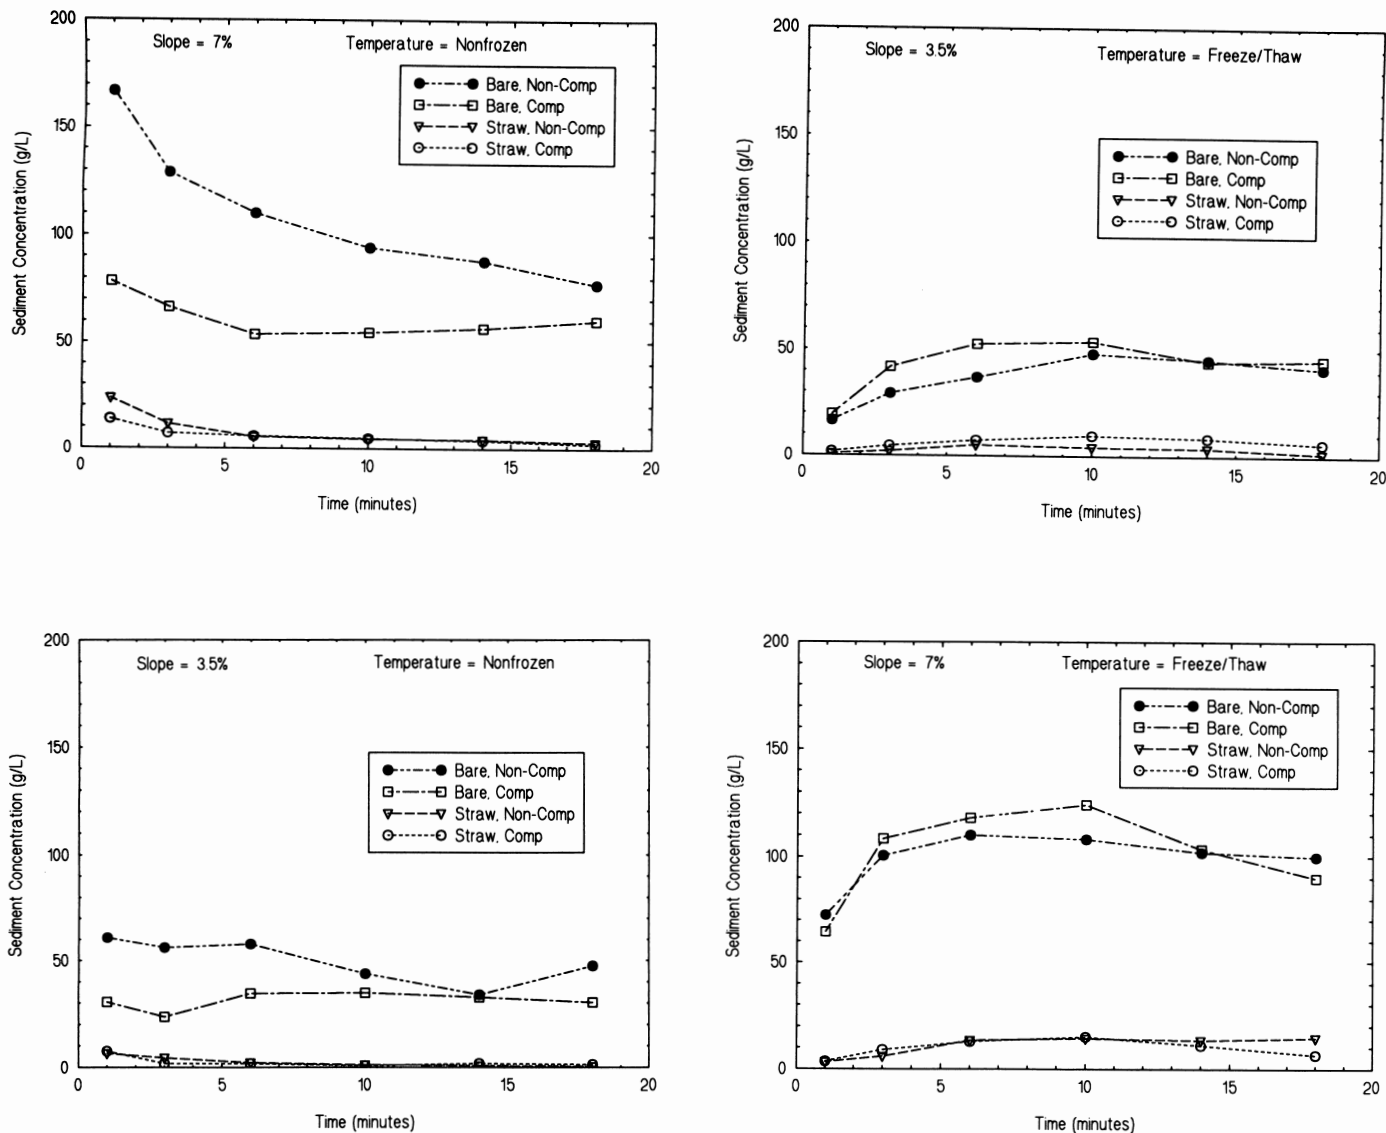 200
150
100
50
0
0 5 10 15 20
Sediment Concentration (g/L)
Time (minutes)
Slope = 7% Temperature = Nonfrozen
Bare, Non-Comp
Bare, Comp
Straw, Non-Comp
Straw, Comp
200
150
100
50
0
0 5 10 15 20
Sediment Concentration (g/L)
Time (minutes)
Slope = 3.5% Temperature = Freeze/Thaw
Bare, Non-Comp
Bare, Comp
Straw, Non-Comp
Straw, Comp
200
150
100
50
0
0 5 10 15 20
Sediment Concentration (g/L)
Time (minutes)
Slope = 3.5% Temperature = Nonfrozen
Bare, Non-Comp
Bare, Comp
Straw, Non-Comp
Straw, Comp
200
150
100
50
0
0 5 10 15 20
Sediment Concentration (g/L)
Time (minutes)
Slope = 7% Temperature = Freeze/Thaw
Bare, Non-Comp
Bare, Comp
Straw, Non-Comp
Straw, Comp